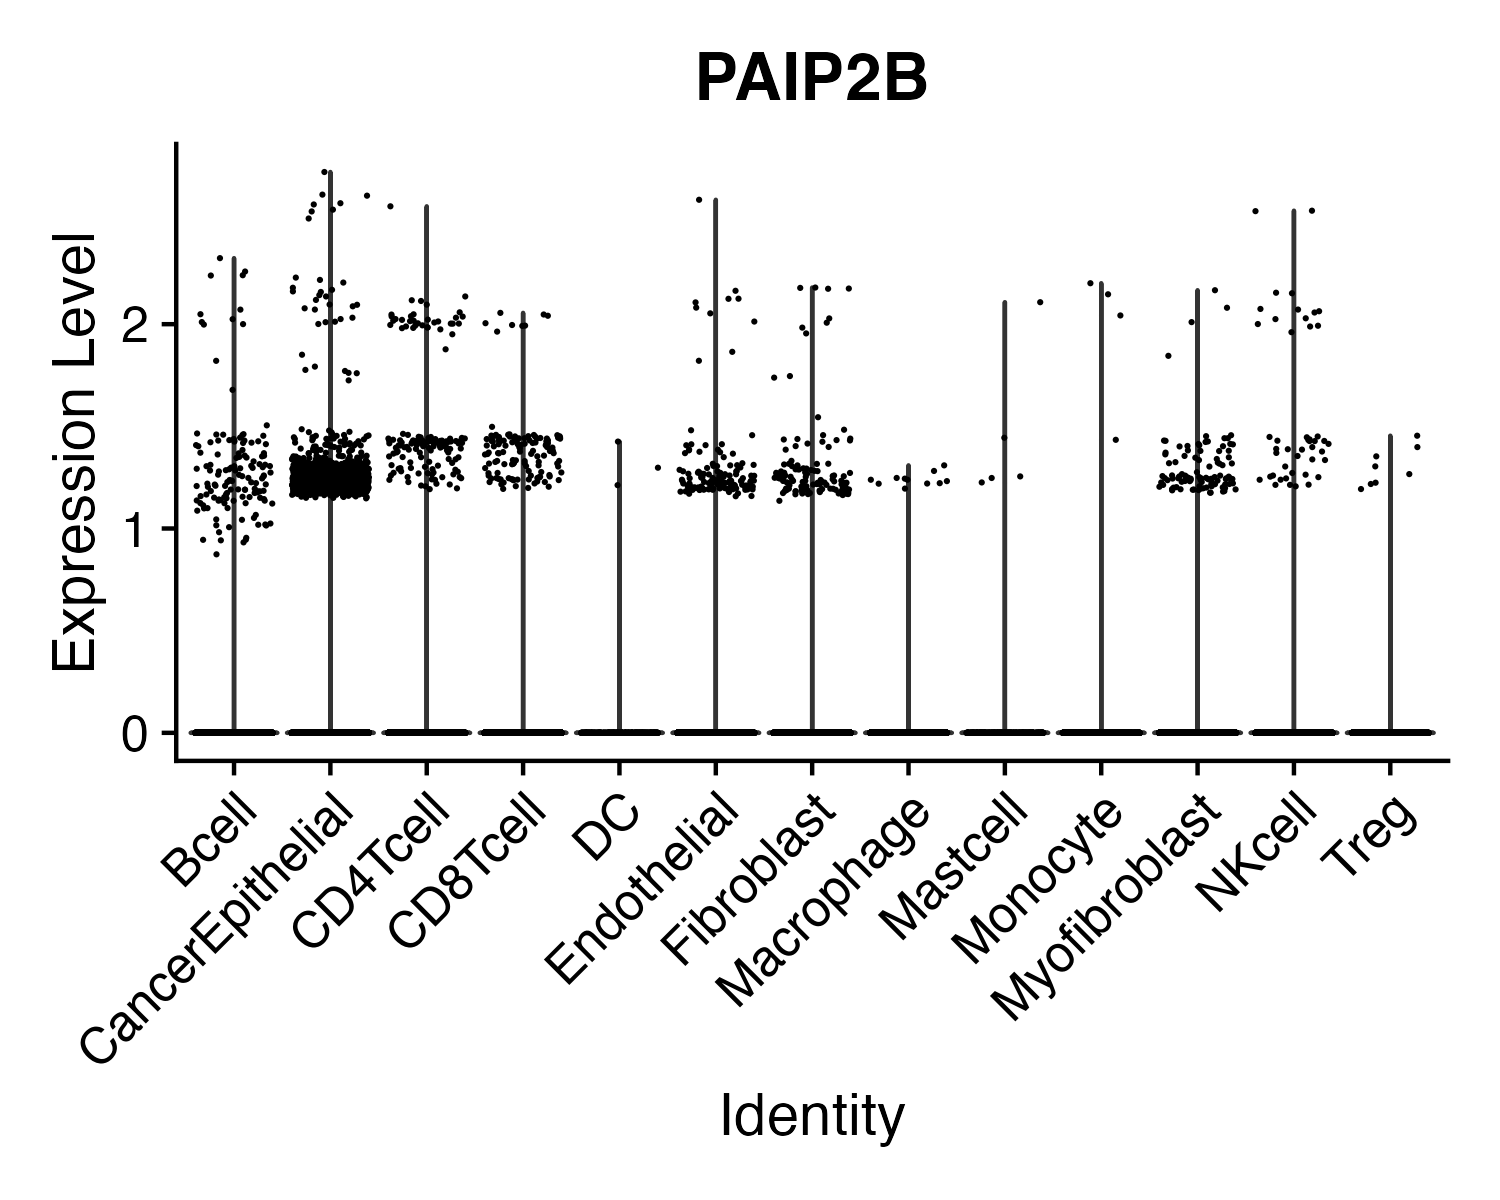 PAIP2B
Expression Level
2
1
0
Bcell
CancerEpithelial
CD4Tcell
CD8Tcell
DC
Endothelial
Fibroblast
Macrophage
Mastcell
Monocyte
Myofibroblast
NKcell
Treg
Identity